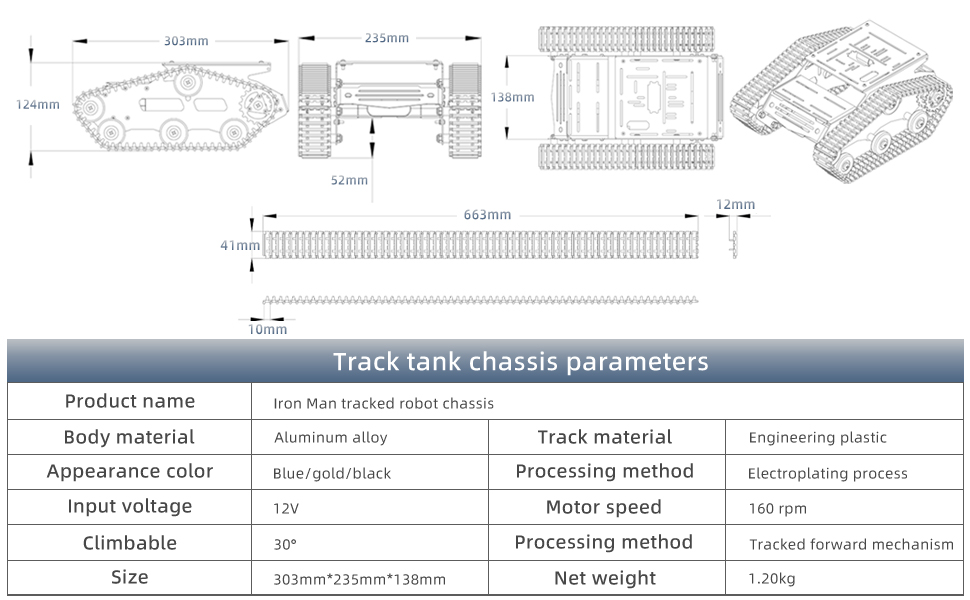 303mm
235mm
124mm
138mm
52mm
663mm
12mm
41mm
10mm
Track tank chassis parameters
Product name
Iron Man tracked robot chassis
Body material
Aluminum alloy
Track material
Engineering plastic
Appearance color
Blue/gold/black
Processing method
Electroplating process
Input voltage
12V
Motor speed
160 rpm
Climbable
30°
Processing method
Tracked forward mechanism
Size
303mm*235mm*138mm
Net weight
1.20kg